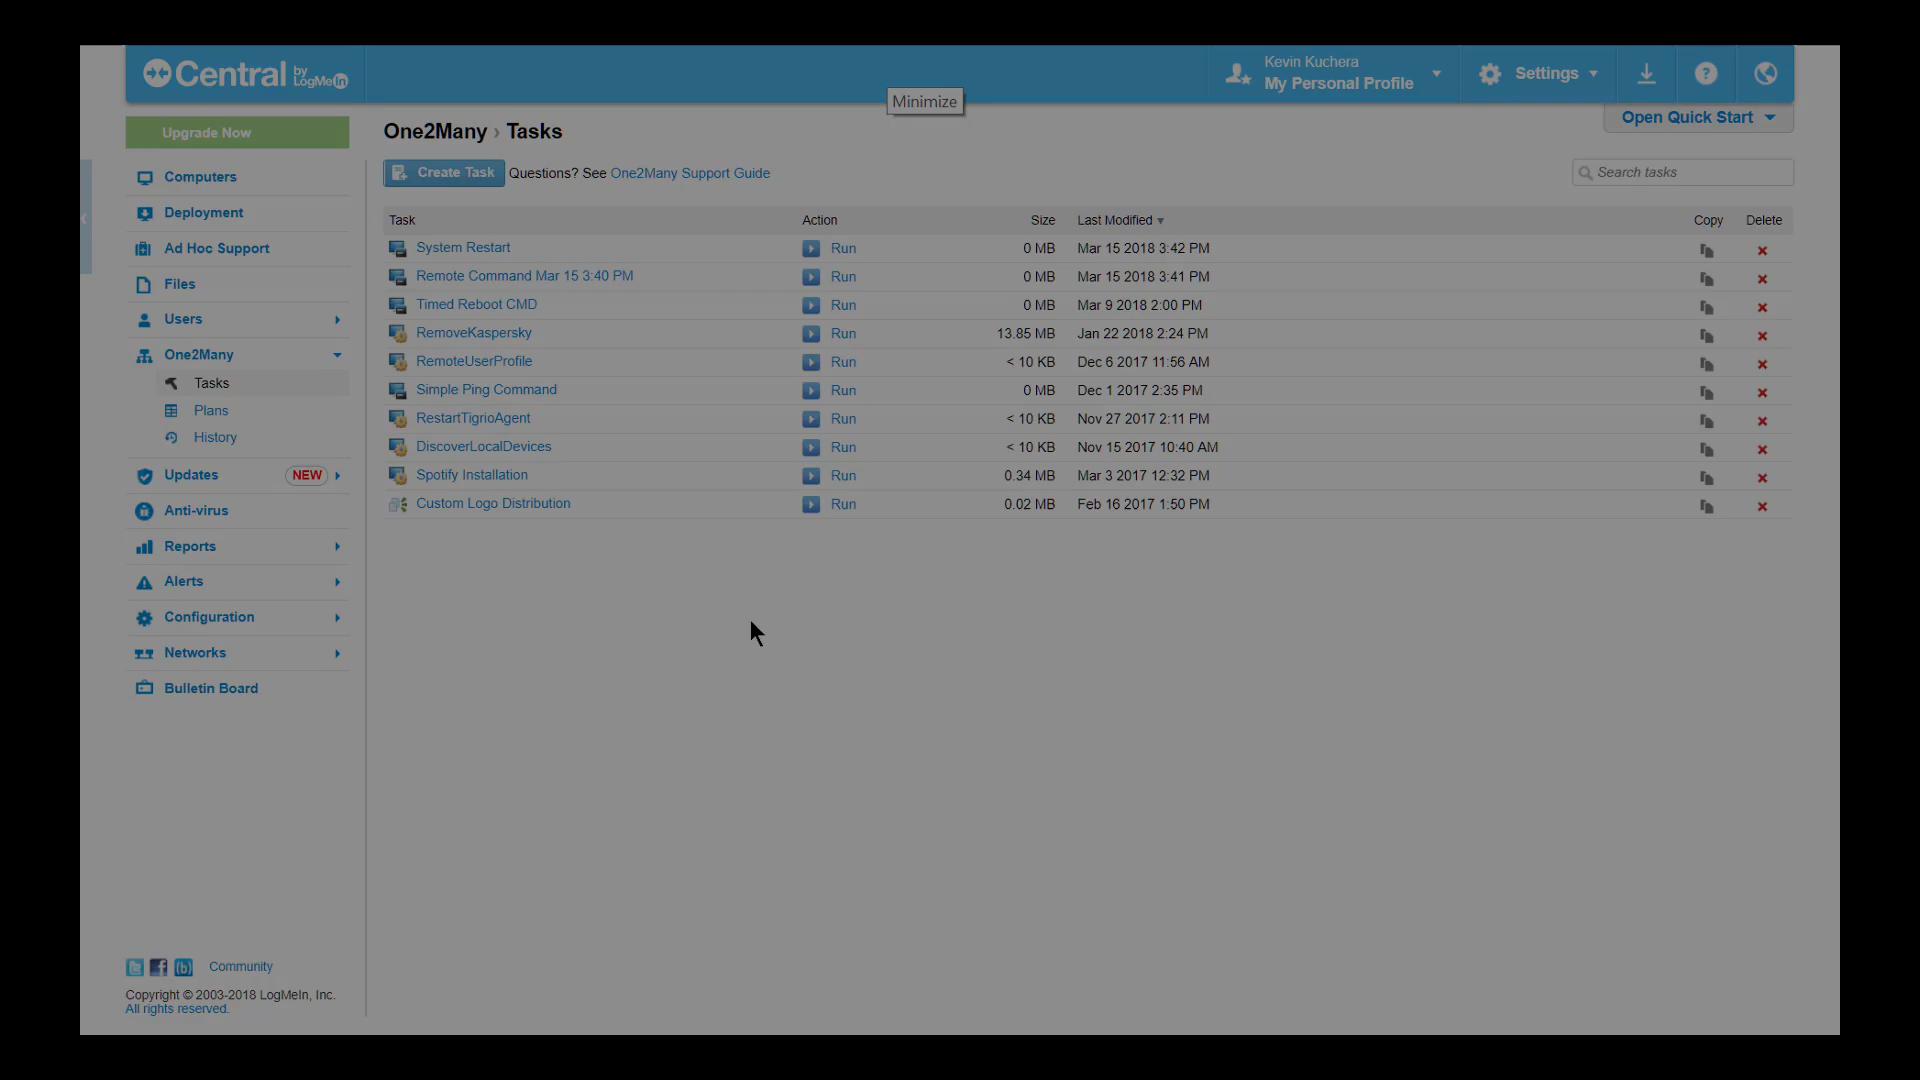 Central by LogMeIn
Kevin Kuchera
My Personal Profile
Settings
Minimize
Open Quick Start
Upgrade Now
One2Many › Tasks
Create Task Questions? See One2Many Support Guide
Search tasks
Computers
Deployment
Ad Hoc Support
Files
Users
One2Many
Tasks
Plans
History
Updates NEW
Anti-virus
Reports
Alerts
Configuration
Networks
Bulletin Board
Task Action Size Last Modified Copy Delete
System Restart Run 0 MB Mar 15 2018 3:42 PM
Remote Command Mar 15 3:40 PM Run 0 MB Mar 15 2018 3:41 PM
Timed Reboot CMD Run 0 MB Mar 9 2018 2:00 PM
RemoveKaspersky Run 13.85 MB Jan 22 2018 2:24 PM
RemoteUserProfile Run < 10 KB Dec 6 2017 11:56 AM
Simple Ping Command Run 0 MB Dec 1 2017 2:35 PM
RestartTigrioAgent Run < 10 KB Nov 27 2017 2:11 PM
DiscoverLocalDevices Run < 10 KB Nov 15 2017 10:40 AM
Spotify Installation Run 0.34 MB Mar 3 2017 12:32 PM
Custom Logo Distribution Run 0.02 MB Feb 16 2017 1:50 PM
Community
Copyright © 2003-2018 LogMeIn, Inc.
All rights reserved.